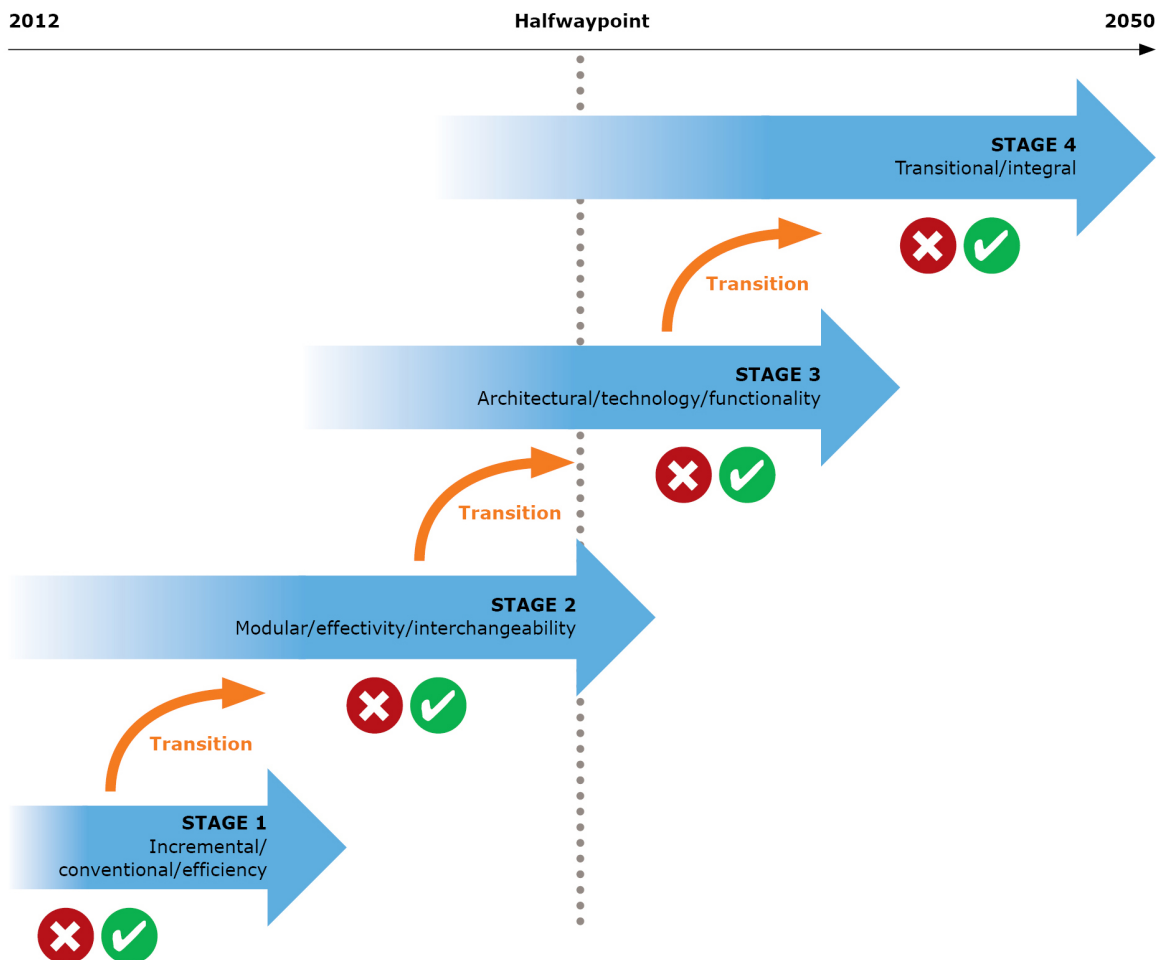 2012
Halfwaypoint
2050
STAGE 4
Transitional/integral
Transition
STAGE 3
Architectural/technology/functionality
Transition
STAGE 2
Modular/effectivity/interchangeability
Transition
STAGE 1
Incremental/
conventional/efficiency